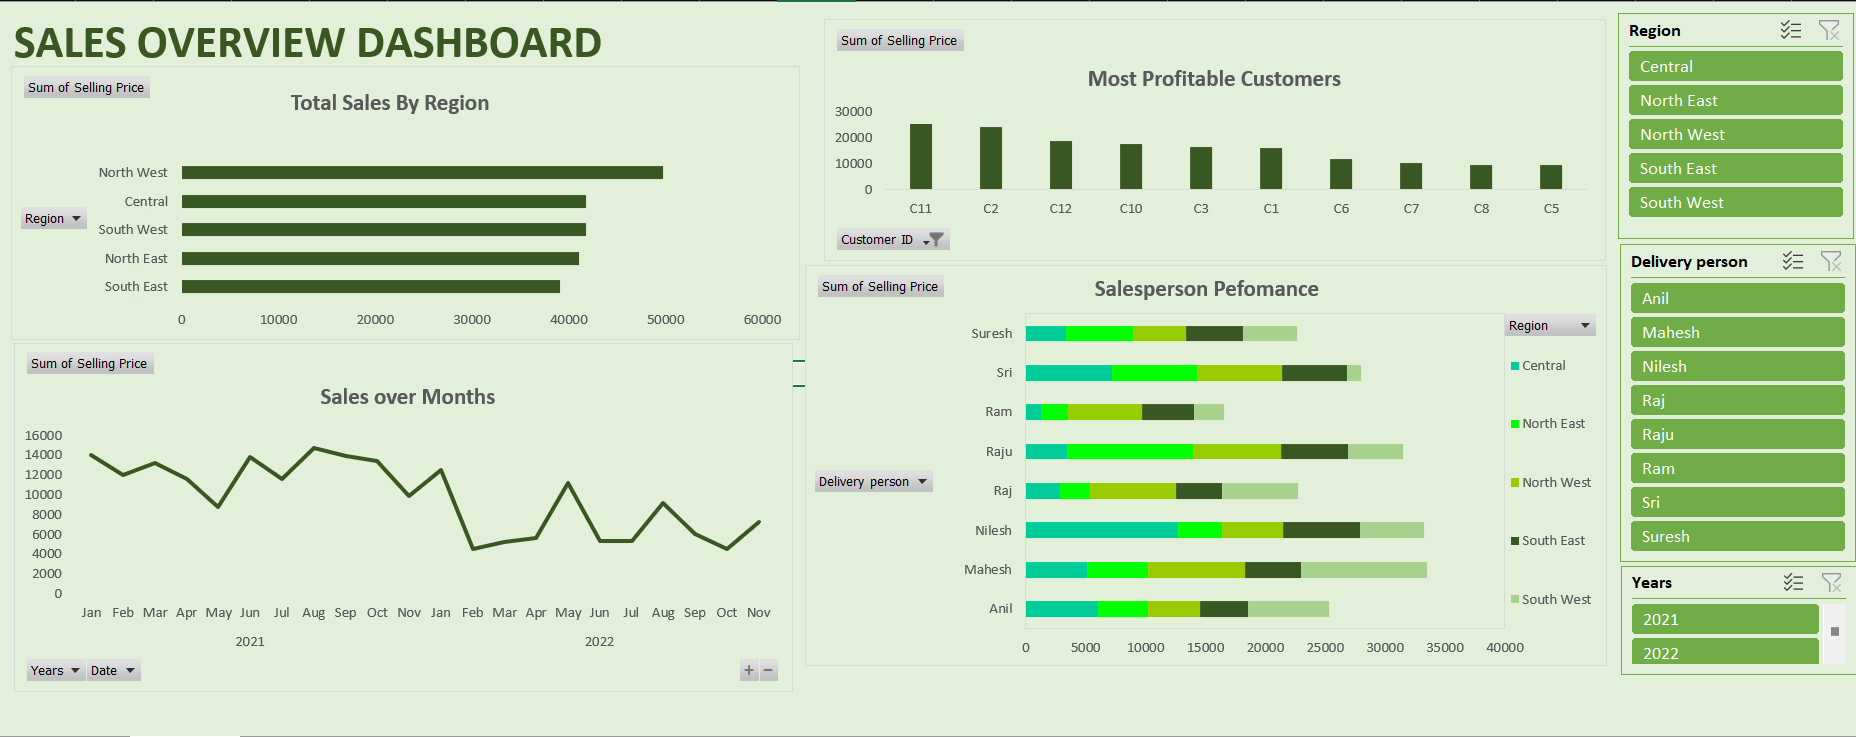 SALES OVERVIEW DASHBOARD
Sum of Selling Price
Total Sales By Region
North West
Central
South West
North East
South East
Region
0 10000 20000 30000 40000 50000 60000
Sum of Selling Price
Sales over Months
16000
14000
12000
10000
8000
6000
4000
2000
0
Jan Feb Mar Apr May Jun Jul Aug Sep Oct Nov Jan Feb Mar Apr May Jun Jul Aug Sep Oct Nov
2021 2022
Years Date
Sum of Selling Price
Most Profitable Customers
30000
20000
10000
0
C11 C2 C12 C10 C3 C1 C6 C7 C8 C5
Customer ID
Sum of Selling Price
Salesperson Pefomance
Suresh
Sri
Ram
Raju
Raj
Nilesh
Mahesh
Anil
Delivery person
0 5000 10000 15000 20000 25000 30000 35000 40000
Region
Central
North East
North West
South East
South West
Region
Central
North East
North West
South East
South West
Delivery person
Anil
Mahesh
Nilesh
Raj
Raju
Ram
Sri
Suresh
Years
2021
2022